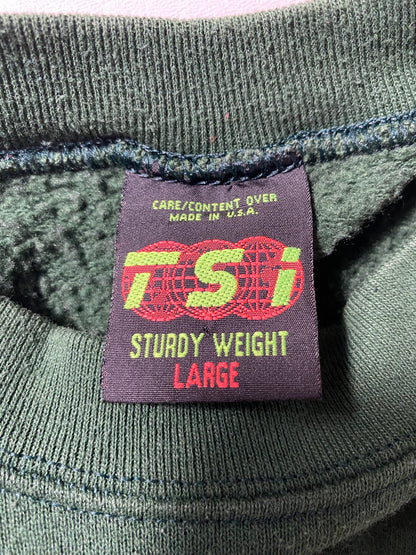 CARE/CONTENT OVER
MADE IN U.S.A.
TSi
STURDY WEIGHT
LARGE